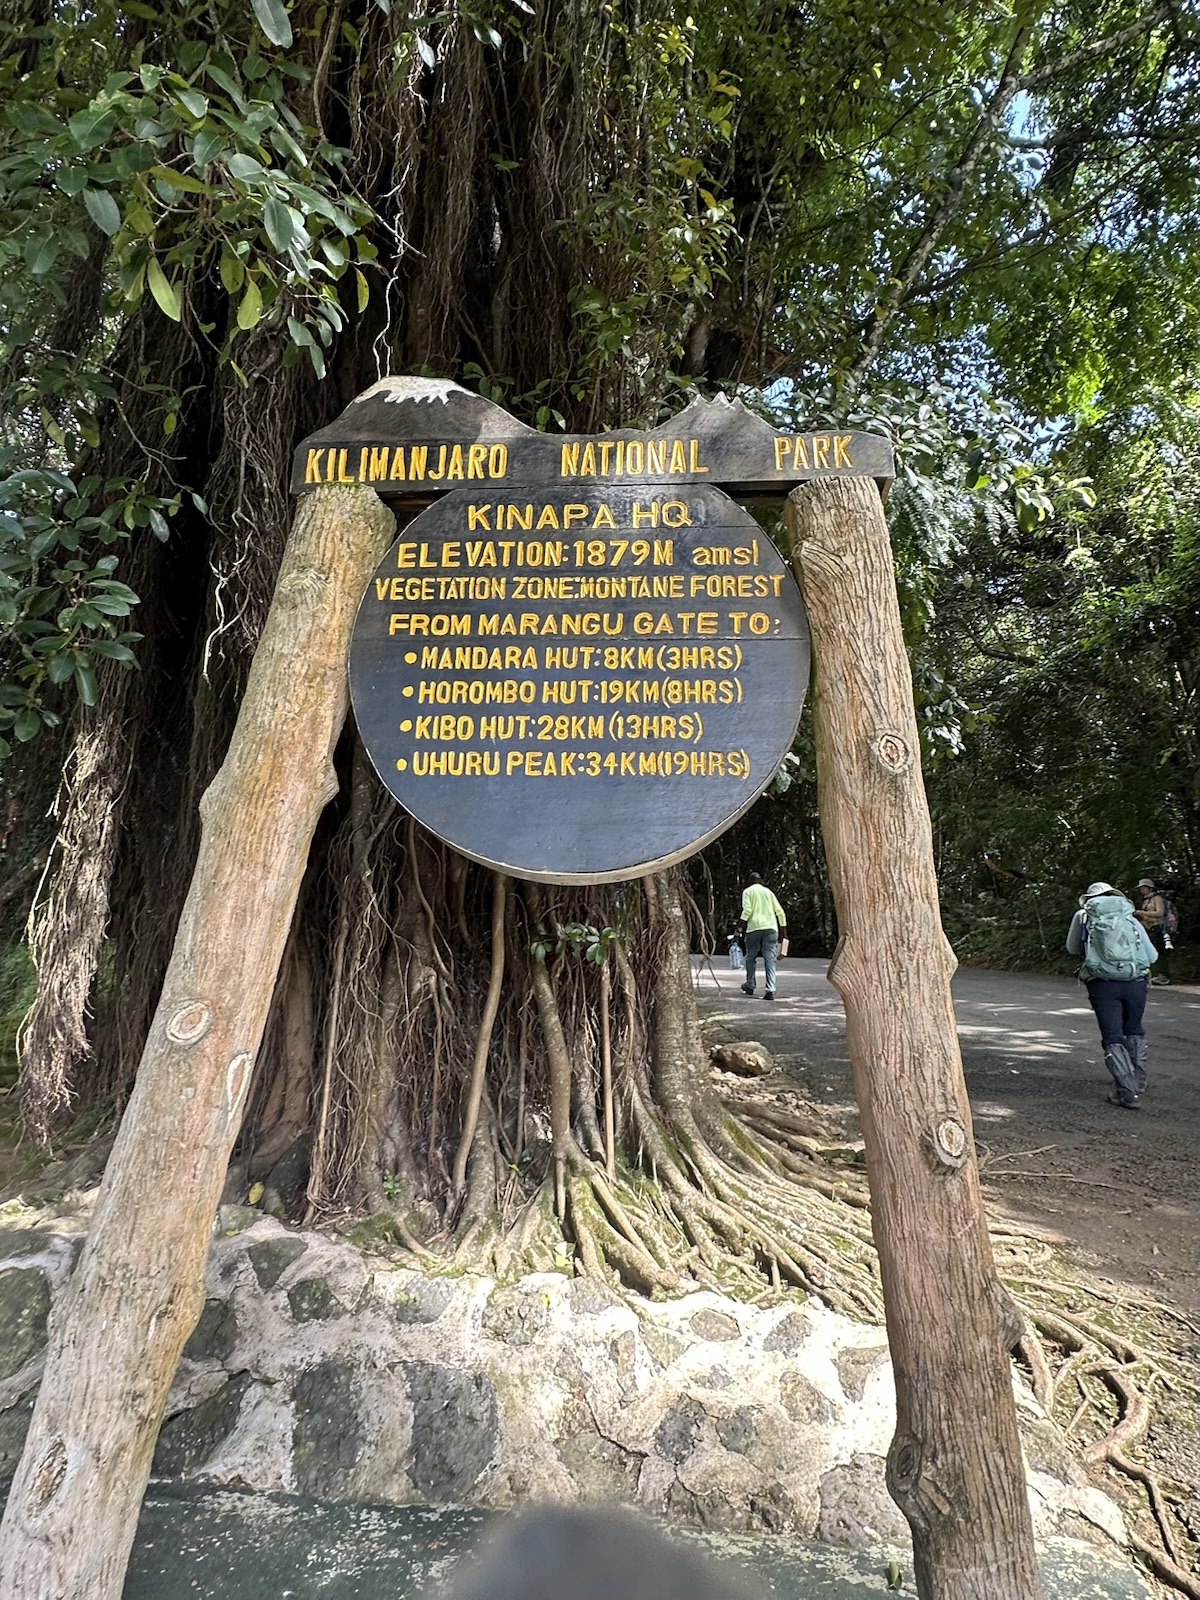 KILIMANJARO NATIONAL PARK
KINAPA HQ
ELEVATION:1879M amsl
VEGETATION ZONE:MONTANE FOREST
FROM MARANGU GATE TO:
•MANDARA HUT:8KM(3HRS)
•HOROMBO HUT:19KM(8HRS)
•KIBO HUT:28KM(13HRS)
•UHURU PEAK:34KM(19HRS)